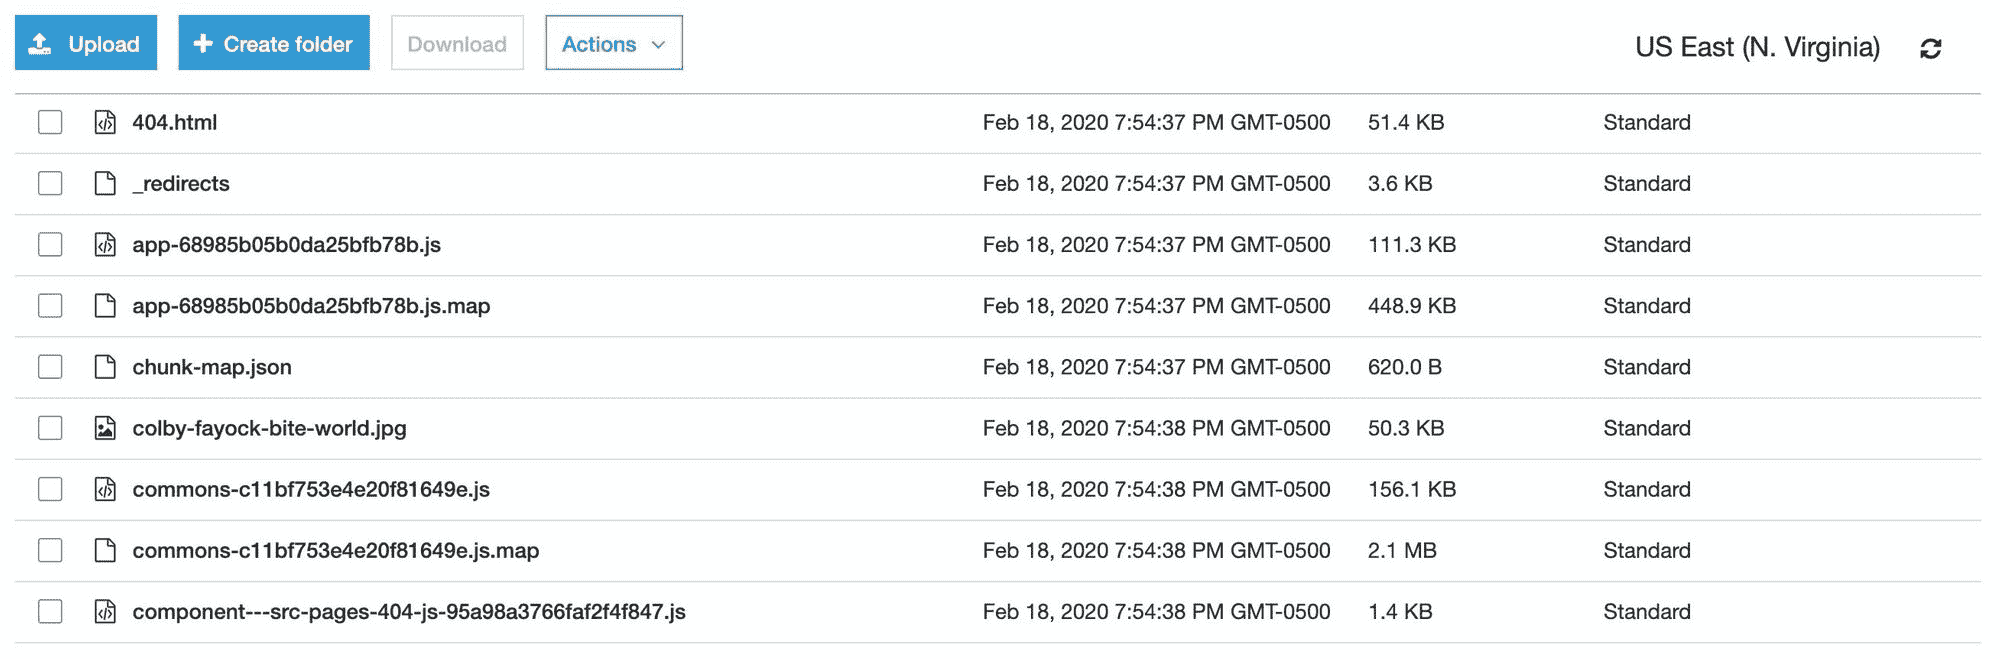 Upload Create folder Download Actions US East (N. Virginia)
404.html Feb 18, 2020 7:54:37 PM GMT-0500 51.4 KB Standard
_redirects Feb 18, 2020 7:54:37 PM GMT-0500 3.6 KB Standard
app-68985b05b0da25bfb78b.js Feb 18, 2020 7:54:37 PM GMT-0500 111.3 KB Standard
app-68985b05b0da25bfb78b.js.map Feb 18, 2020 7:54:37 PM GMT-0500 448.9 KB Standard
chunk-map.json Feb 18, 2020 7:54:37 PM GMT-0500 620.0 B Standard
colby-fayock-bite-world.jpg Feb 18, 2020 7:54:38 PM GMT-0500 50.3 KB Standard
commons-c11bf753e4e20f81649e.js Feb 18, 2020 7:54:38 PM GMT-0500 156.1 KB Standard
commons-c11bf753e4e20f81649e.js.map Feb 18, 2020 7:54:38 PM GMT-0500 2.1 MB Standard
component---src-pages-404-js-95a98a3766faf2f4f847.js Feb 18, 2020 7:54:38 PM GMT-0500 1.4 KB Standard